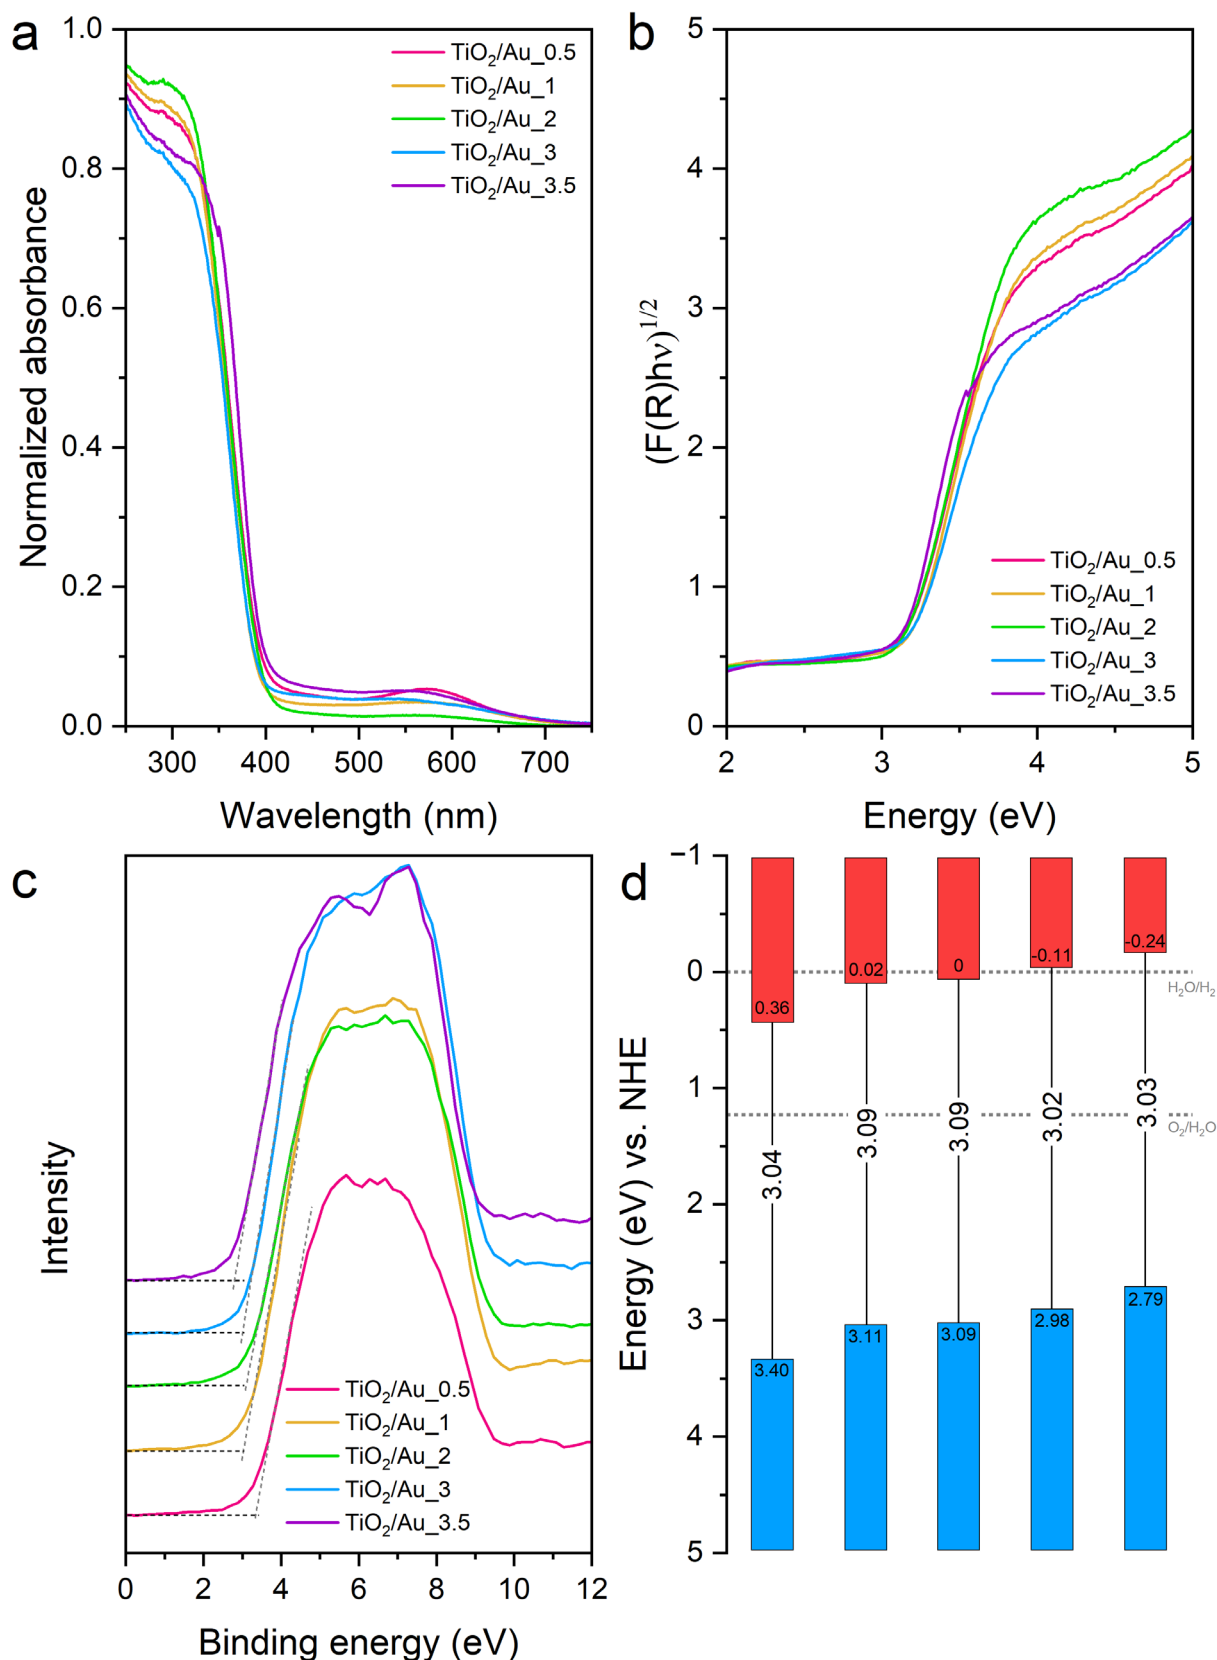 a
1.0
0.8
0.6
0.4
0.2
0.0
300
400
500
600
700
Normalized absorbance
Wavelength (nm)
TiO₂/Au_0.5
TiO₂/Au_1
TiO₂/Au_2
TiO₂/Au_3
TiO₂/Au_3.5
b
5
4
3
2
1
0
2
3
4
5
(F(R)hν)¹/²
Energy (eV)
TiO₂/Au_0.5
TiO₂/Au_1
TiO₂/Au_2
TiO₂/Au_3
TiO₂/Au_3.5
c
Intensity
TiO₂/Au_0.5
TiO₂/Au_1
TiO₂/Au_2
TiO₂/Au_3
TiO₂/Au_3.5
0
2
4
6
8
10
12
Binding energy (eV)
d
−1
0
1
2
3
4
5
Energy (eV) vs. NHE
0.36
0.02
0
-0.11
-0.24
H₂O/H₂
O₂/H₂O
3.04
3.09
3.09
3.02
3.03
3.40
3.11
3.09
2.98
2.79